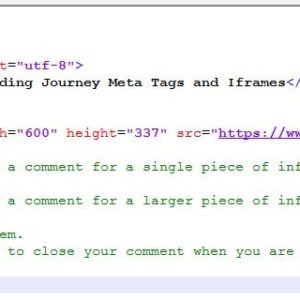 t="utf-8">
ding Journey Meta Tags and Iframes</
h="600" height="337" src="https://ww
a comment for a single piece of inf
a comment for a larger piece of inf
em.
to close your comment when you are